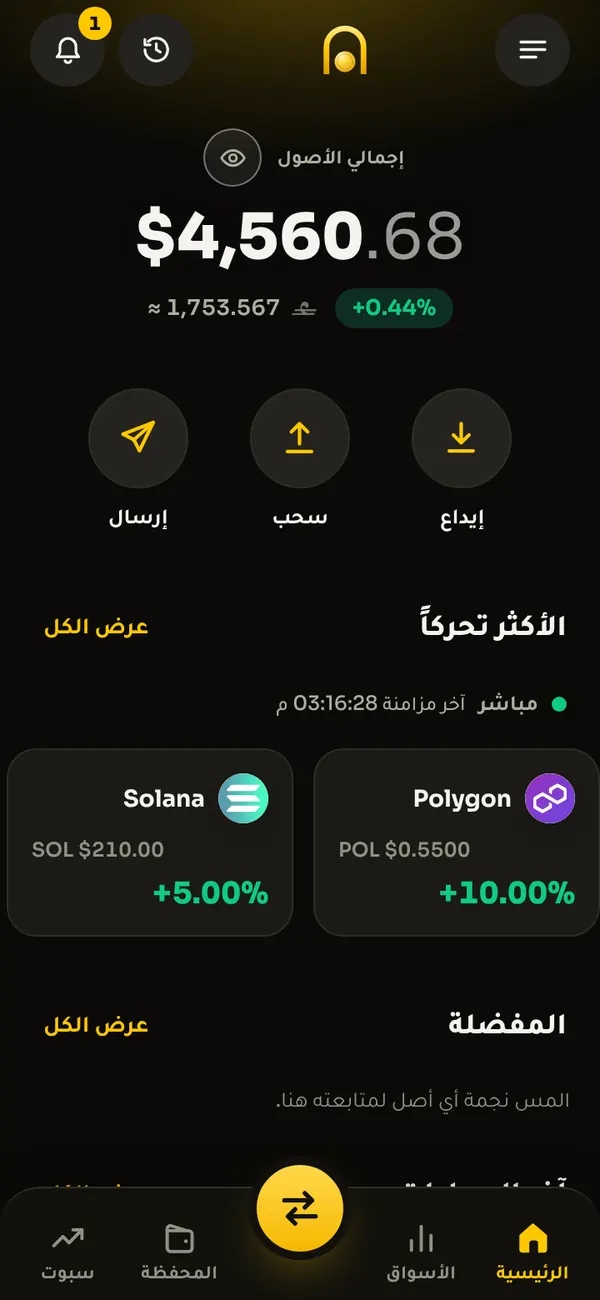 1
إجمالي الأصول
$4,560.68
+0.44% ≈ 1,753.567
إيداع
سحب
إرسال
الأكثر تحركاً
عرض الكل
مباشر آخر مزامنة 03:16:28 م
Polygon
POL $0.5500
+10.00%
Solana
SOL $210.00
+5.00%
المفضلة
عرض الكل
المس نجمة أي أصل لمتابعته هنا.
الرئيسية
الأسواق
المحفظة
سبوت